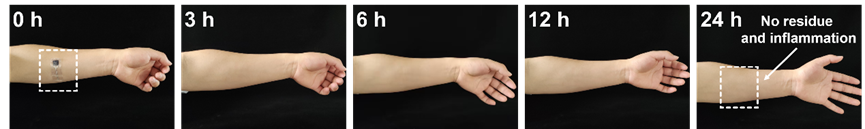 0 h
3 h
6 h
12 h
24 h
No residue
and inflammation